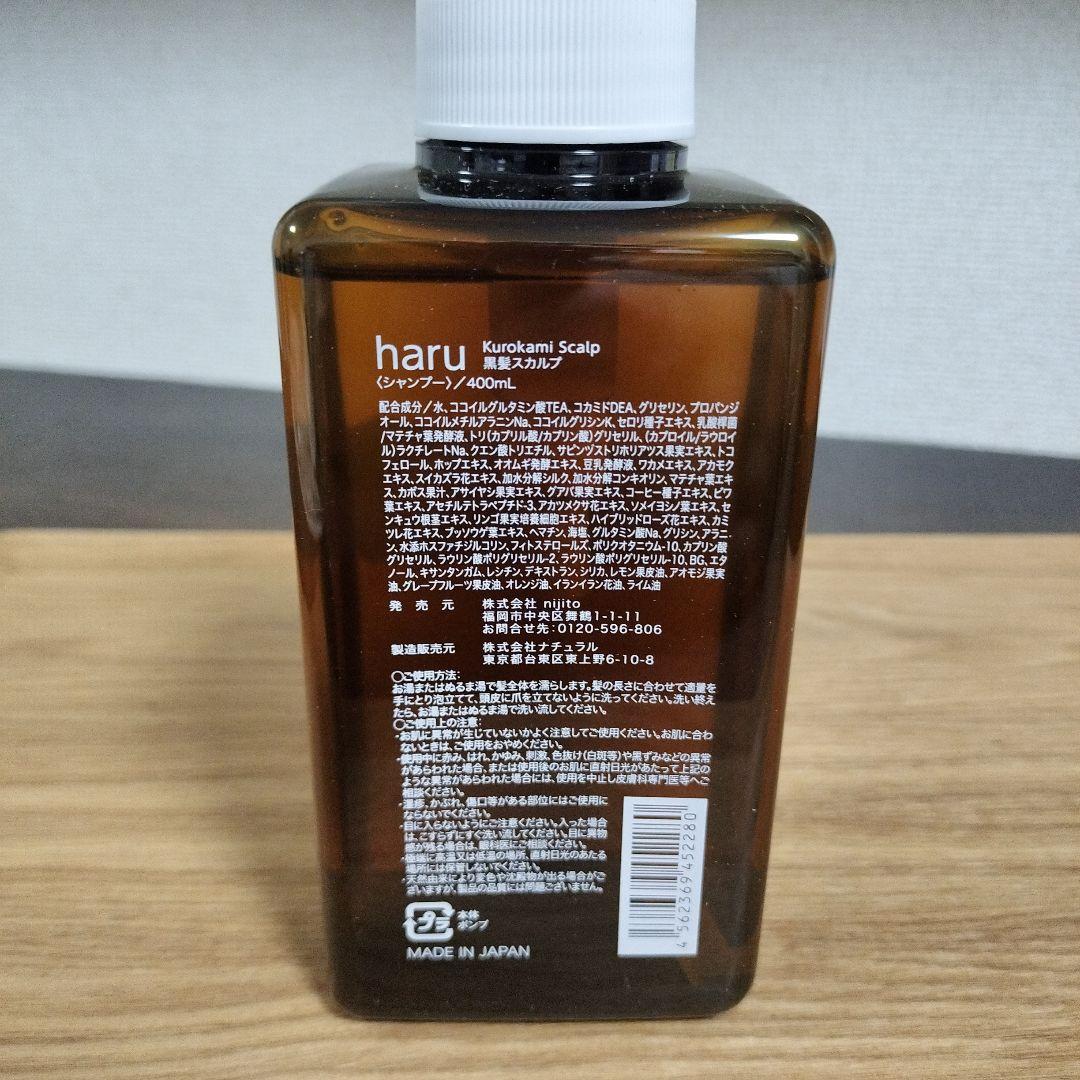 haru Kurokami Scalp
黒髪スカルプ
〈シャンプー〉/400mL
配合成分/水、ココイルグルタミン酸TEA、コカミドDEA、グリセリン、プロパンジ
オール、ココイルメチルアラニンNa、ココイルグリシンK、セロリ種子エキス、乳酸桿菌
/マテチャ葉発酵液、トリ(カプリル酸/カプリン酸)グリセリル、(カプロイル/ラウロイ
ル)ラクチレートNa、クエン酸トリエチル、サピンヅストリホリアツス果実エキス、トコ
フェロール、ホップエキス、オオムギ発酵エキス、豆乳発酵液、ワカメエキス、アカモク
エキス、スイカズラ花エキス、加水分解シルク、加水分解コンキオリン、マテチャ葉エキ
ス、カボス果汁、アサイヤシ果実エキス、グアバ果実エキス、コーヒー種子エキス、ビワ
葉エキス、アセチルテトラペプチド-3、アカツメクサ花エキス、ソメイヨシノ葉エキス、セ
ンキュウ根茎エキス、リンゴ果実培養細胞エキス、ハイブリッドローズ花エキス、カミ
ツレ花エキス、ブッソウゲ葉エキス、ヘマチン、海塩、グルタミン酸Na、グリシン、アラニ
ン、水添ホスファチジルコリン、フィトステロールズ、ポリクオタニウム-10、カプリン酸
グリセリル、ラウリン酸ポリグリセリル-2、ラウリン酸ポリグリセリル-10、BG、エタ
ノール、キサンタンガム、レシチン、デキストラン、シリカ、レモン果皮油、アオモジ果実
油、グレープフルーツ果皮油、オレンジ油、イランイラン花油、ライム油
発売元 株式会社 nijito
福岡市中央区舞鶴1-1-11
お問合せ先:0120-596-806
製造販売元 株式会社ナチュラル
東京都台東区東上野6-10-8
○ご使用方法:
お湯またはぬるま湯で髪全体を濡らします。髪の長さに合わせて適量を
手にとり泡立てて、頭皮に爪を立てないように洗ってください。洗い終え
たら、お湯またはぬるま湯で洗い流してください。
○ご使用上の注意:
・お肌に異常が生じていないかよく注意してご使用ください。お肌に合わ
ないときは、ご使用をおやめください。
・使用中に赤み、はれ、かゆみ、刺激、色抜け(白斑等)や黒ずみなどの異常
があらわれた場合、または使用後のお肌に直射日光があたって上記の
ような異常があらわれた場合には、使用を中止し皮膚科専門医等へご
相談ください。
・湿疹、かぶれ、傷口等がある部位にはご使用に
ならないでください。
・目に入らないようにご注意ください。入った場合
は、こすらずにすぐ洗い流してください。目に異物
感が残る場合は、眼科医にご相談ください。
・極端に高温又は低温の場所、直射日光のあたる
場所には保管しないでください。
・天然由来により変色や沈殿物が出る場合がご
ざいますが、製品の品質には問題ございません。
プラ 本体
ポンプ
MADE IN JAPAN
4 562369 452280